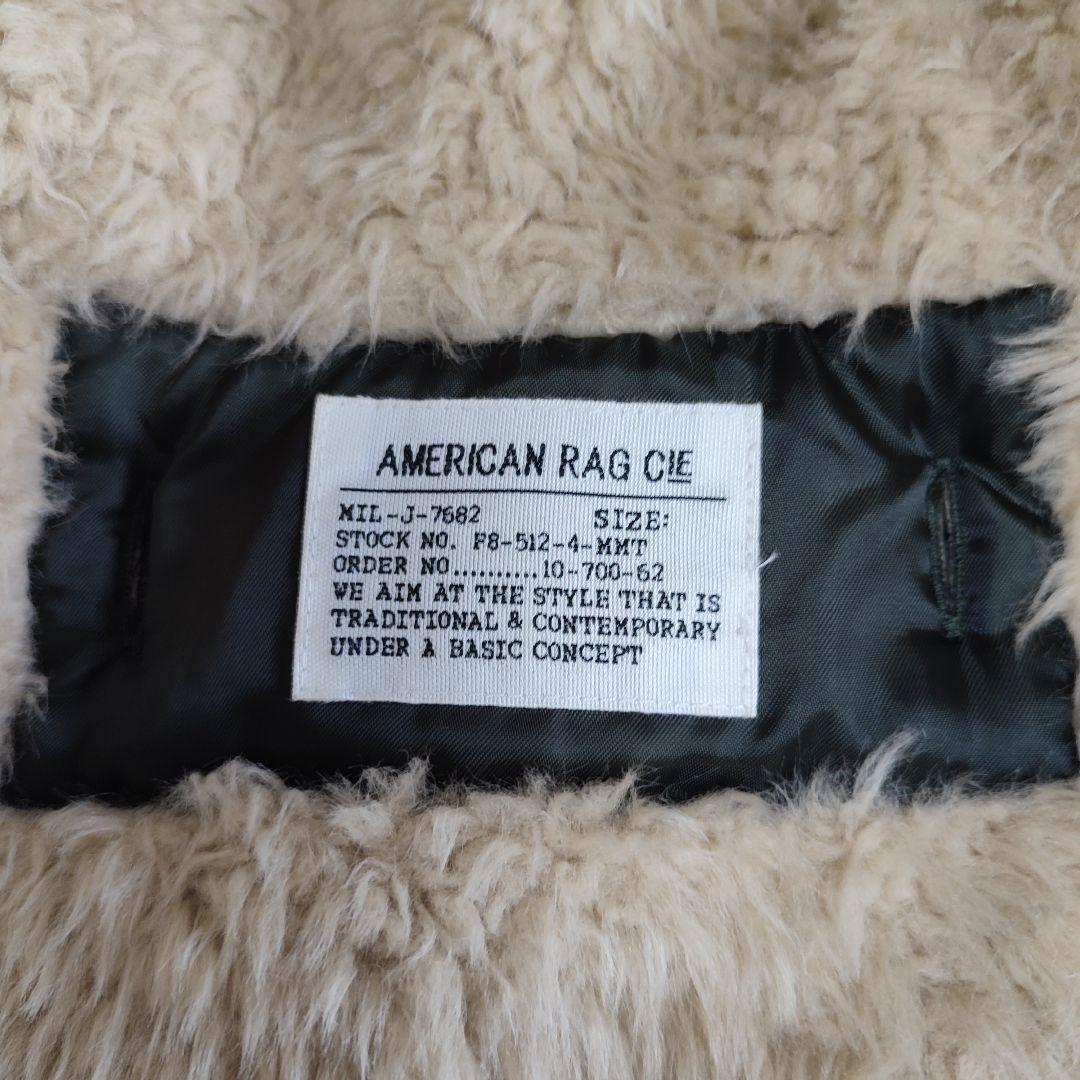 AMERICAN RAG CIE
MIL-J-7682 SIZE:
STOCK NO. F8-512-4-MMT
ORDER NO..........10-700-62
WE AIM AT THE STYLE THAT IS
TRADITIONAL & CONTEMPORARY
UNDER A BASIC CONCEPT